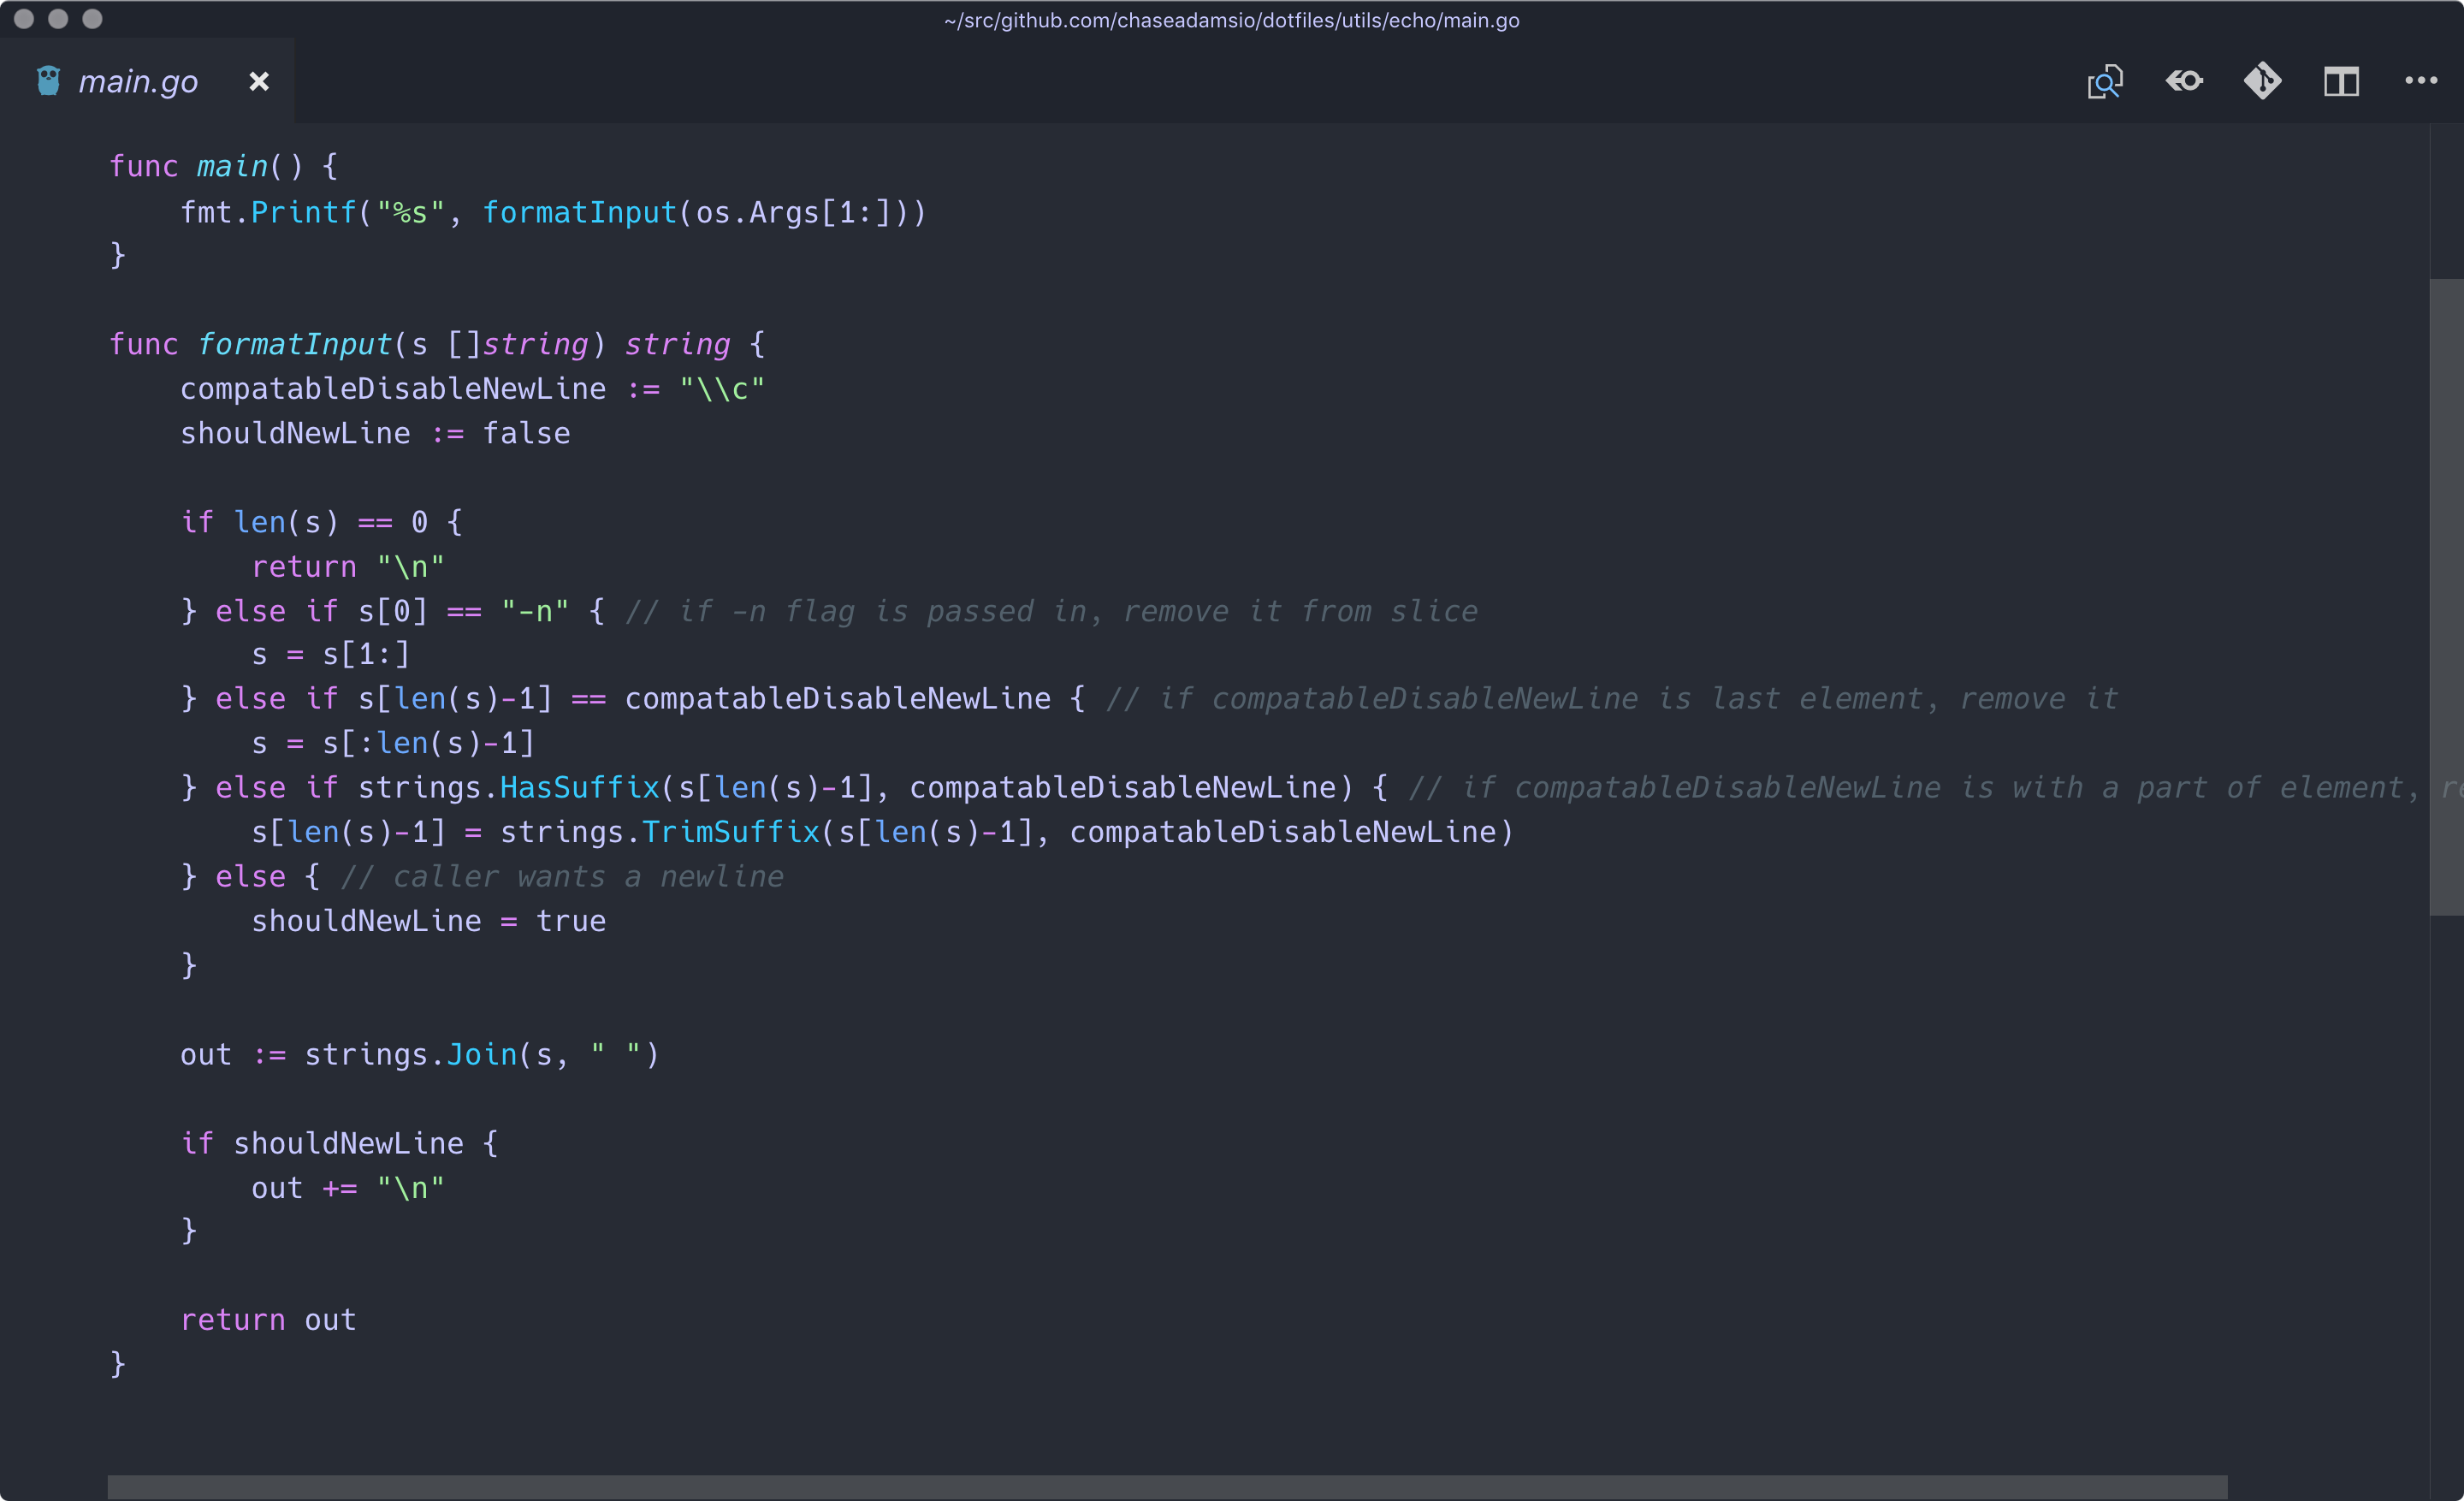 ~/src/github.com/chaseadamsio/dotfiles/utils/echo/main.go
main.go
func main() {
    fmt.Printf("%s", formatInput(os.Args[1:]))
}
func formatInput(s []string) string {
    compatableDisableNewLine := "\\c"
    shouldNewLine := false
    if len(s) == 0 {
        return "\n"
    } else if s[0] == "-n" { // if -n flag is passed in, remove it from slice
        s = s[1:]
    } else if s[len(s)-1] == compatableDisableNewLine { // if compatableDisableNewLine is last element, remove it
        s = s[:len(s)-1]
    } else if strings.HasSuffix(s[len(s)-1], compatableDisableNewLine) { // if compatableDisableNewLine is with a part of element,
        s[len(s)-1] = strings.TrimSuffix(s[len(s)-1], compatableDisableNewLine)
    } else { // caller wants a newline
        shouldNewLine = true
    }
    out := strings.Join(s, " ")
    if shouldNewLine {
        out += "\n"
    }
    return out
}